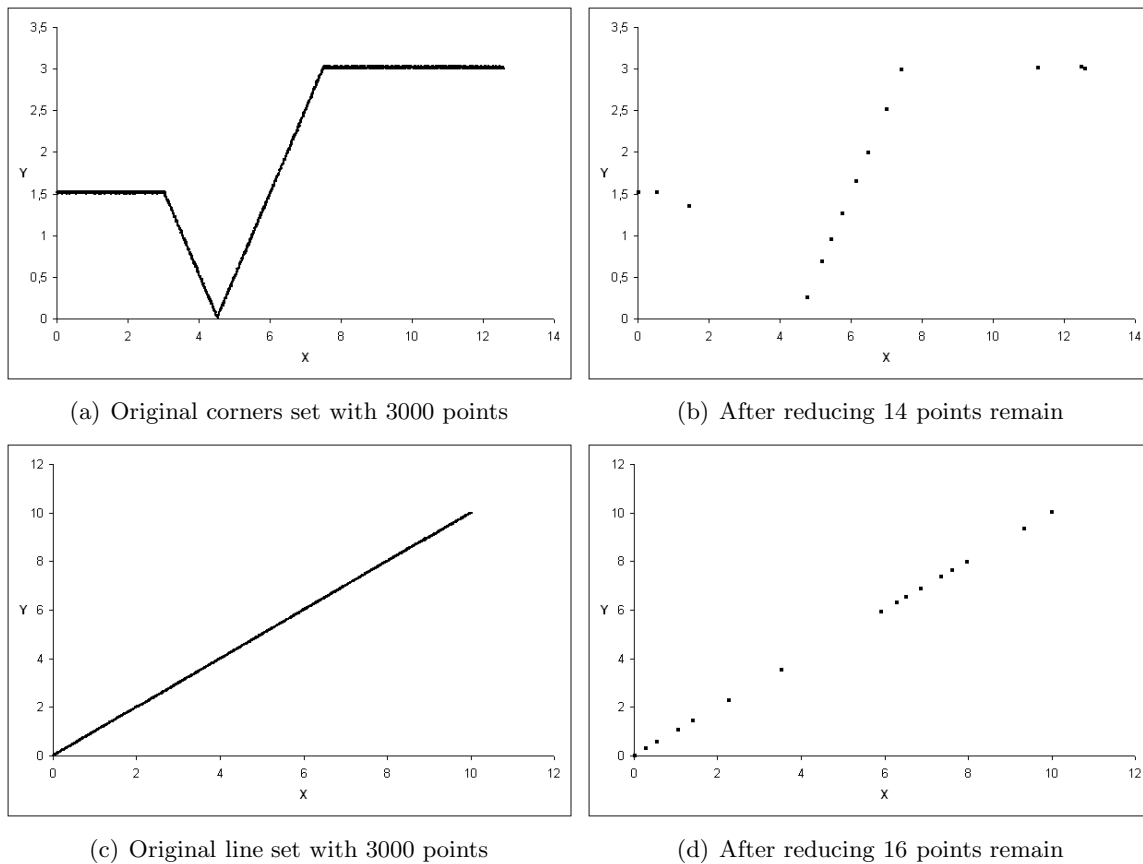 3,5
3
2,5
2
Y
1,5
1
0,5
0
0 2 4 6 8 10 12 14
X
3,5
3
2,5
2
Y
1,5
1
0,5
0
0 2 4 6 8 10 12 14
X
(a) Original corners set with 3000 points
(b) After reducing 14 points remain
12
10
8
Y 6
4
2
0
0 2 4 6 8 10 12
X
12
10
8
Y 6
4
2
0
0 2 4 6 8 10 12
X
(c) Original line set with 3000 points
(d) After reducing 16 points remain